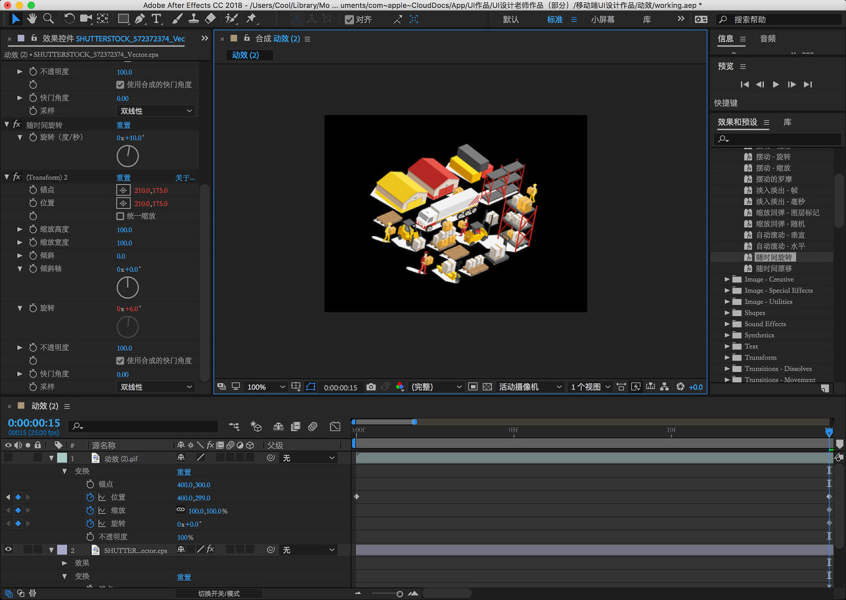 Adobe After Effects CC 2018 - /Users/Cool/Library/Mo ... uments/com~apple~CloudDocs/App/UI作品/UI设计老师作品（部分）/移动端UI设计作品/动效/working.aep *
对齐
默认
标准
小屏幕
库
搜索帮助
效果控件 SHUTTERSTOCK_572372374_Vec
动效 (2) • SHUTTERSTOCK_572372374_Vector.eps
不透明度 100.0
使用合成的快门角度
快门角度 0.00
采样 双线性
fx 随时间旋转 重置
旋转（度/秒） 0x+10.0°
fx (Transform) 2 重置 关于...
锚点 210.0,175.0
位置 210.0,175.0
统一缩放
缩放高度 100.0
缩放宽度 100.0
倾斜 0.0
倾斜轴 0x+0.0°
旋转 0x+6.0°
不透明度 100.0
使用合成的快门角度
快门角度 0.00
采样 双线性
合成 动效 (2)
动效 (2)
100%
0:00:00:15
(完整)
活动摄像机
1 个视图
+0.0
信息
音频
预览
快捷键
效果和预设
库
摆动 - 旋转
摆动 - 缩放
摆动的罗摩
淡入淡出 - 帧
淡入淡出 - 毫秒
缩放回弹 - 图层标记
缩放回弹 - 随机
自动滚动 - 垂直
自动滚动 - 水平
随时间旋转
随时间漂移
Image - Creative
Image - Special Effects
Image - Utilities
Shapes
Sound Effects
Synthetics
Text
Transform
Transitions - Dissolves
Transitions - Movement
动效 (2)
0:00:00:15
00015 (25.00 fps)
# 源名称 父级
1 动效 (2).gif 无
变换 重置
锚点 400.0,300.0
位置 400.0,299.0
缩放 100.0,100.0%
旋转 0x+0.0°
不透明度 100%
2 SHUTTER...ector.eps 无
效果
变换 重置
切换开关/模式